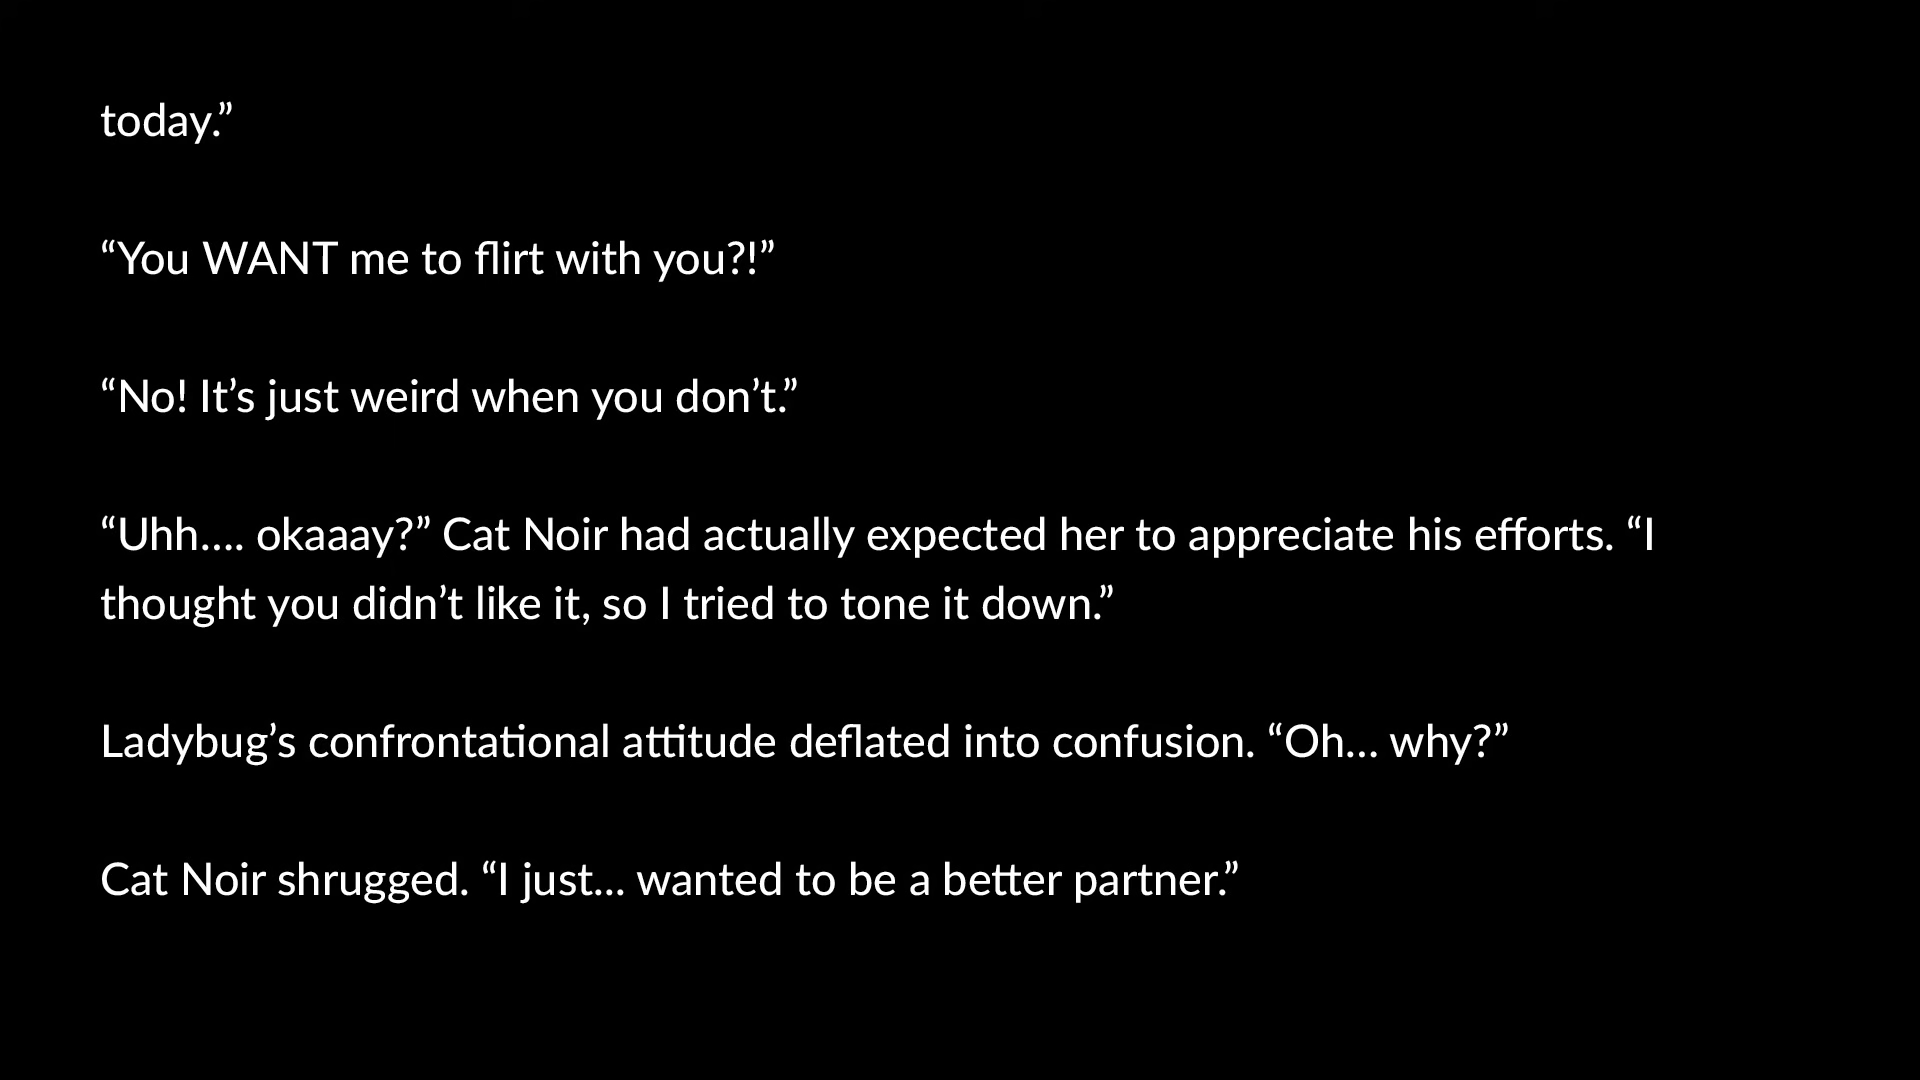 today.”
“You WANT me to flirt with you?!”
“No! It’s just weird when you don’t.”
“Uhh.... okaaay?” Cat Noir had actually expected her to appreciate his efforts. “I
thought you didn’t like it, so I tried to tone it down.”
Ladybug’s confrontational attitude deflated into confusion. “Oh... why?”
Cat Noir shrugged. “I just... wanted to be a better partner.”